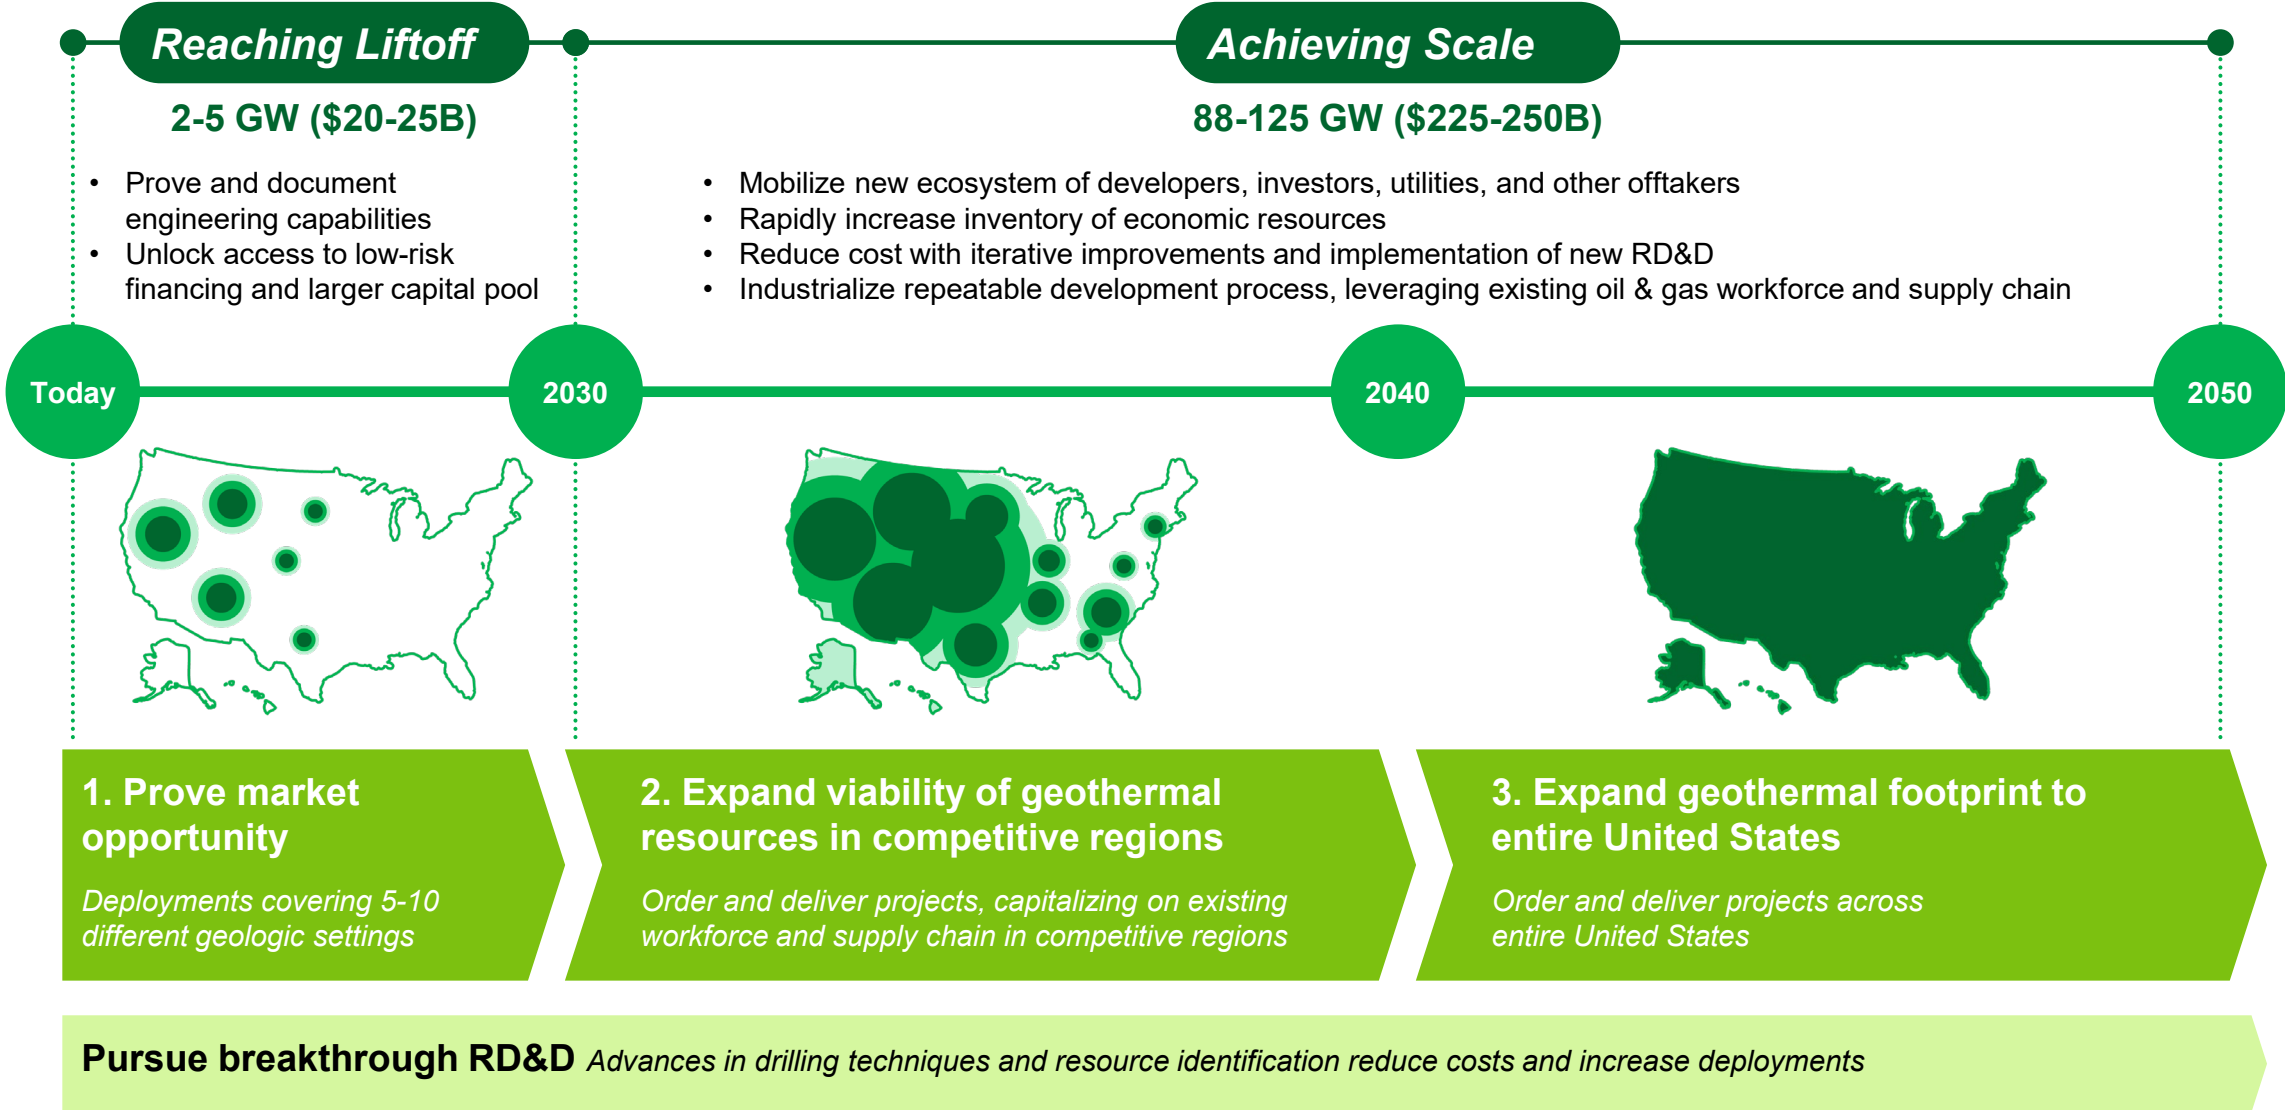 Reaching Liftoff
2-5 GW ($20-25B)
• Prove and document
engineering capabilities
• Unlock access to low-risk
financing and larger capital pool
Achieving Scale
88-125 GW ($225-250B)
• Mobilize new ecosystem of developers, investors, utilities, and other offtakers
• Rapidly increase inventory of economic resources
• Reduce cost with iterative improvements and implementation of new RD&D
• Industrialize repeatable development process, leveraging existing oil & gas workforce and supply chain
Today
2030
2040
2050
1. Prove market
opportunity
Deployments covering 5-10
different geologic settings
2. Expand viability of geothermal
resources in competitive regions
Order and deliver projects, capitalizing on existing
workforce and supply chain in competitive regions
3. Expand geothermal footprint to
entire United States
Order and deliver projects across
entire United States
Pursue breakthrough RD&D Advances in drilling techniques and resource identification reduce costs and increase deployments